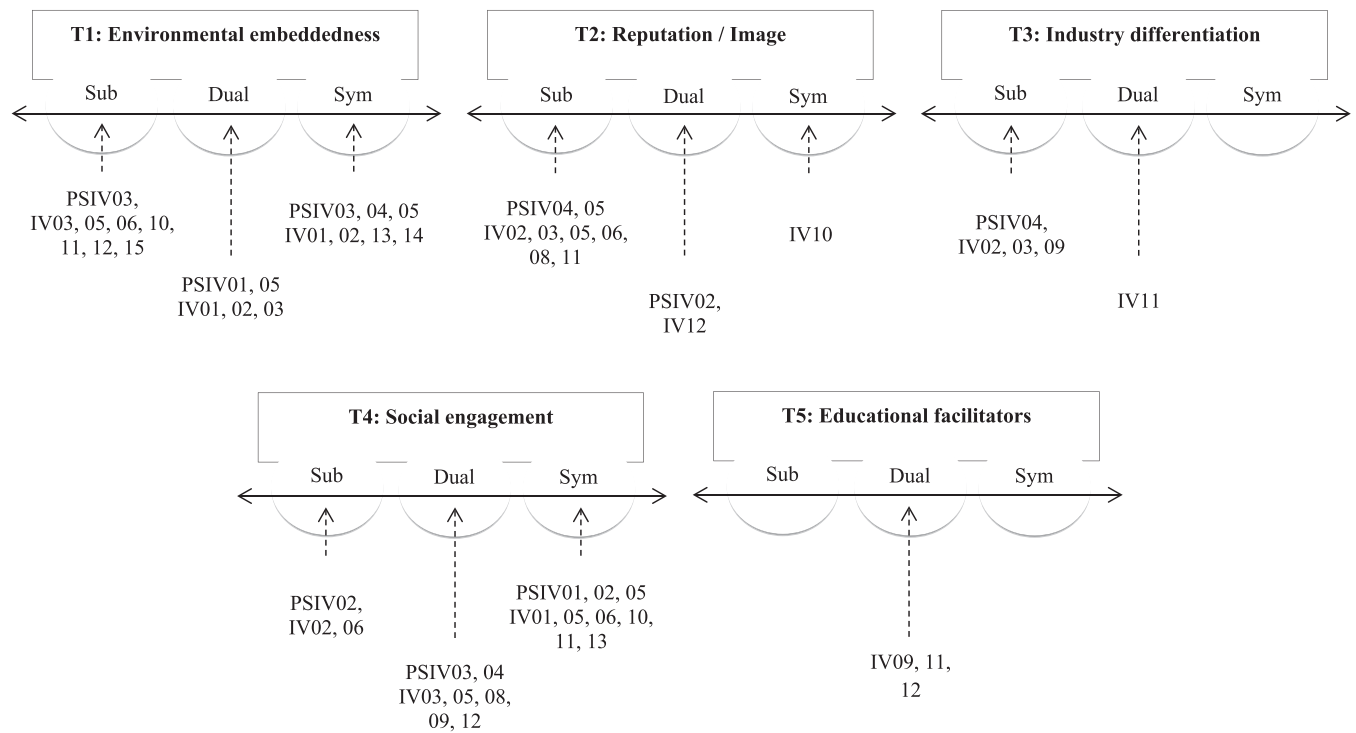 T1: Environmental embeddedness
Sub
Dual
Sym
PSIV03,
IV03, 05, 06, 10,
11, 12, 15
PSIV01, 05
IV01, 02, 03
PSIV03, 04, 05
IV01, 02, 13, 14
T2: Reputation / Image
Sub
Dual
Sym
PSIV04, 05
IV02, 03, 05, 06,
08, 11
PSIV02,
IV12
IV10
T3: Industry differentiation
Sub
Dual
Sym
PSIV04,
IV02, 03, 09
IV11
T4: Social engagement
Sub
Dual
Sym
PSIV02,
IV02, 06
PSIV03, 04
IV03, 05, 08,
09, 12
PSIV01, 02, 05
IV01, 05, 06, 10,
11, 13
T5: Educational facilitators
Sub
Dual
Sym
IV09, 11,
12